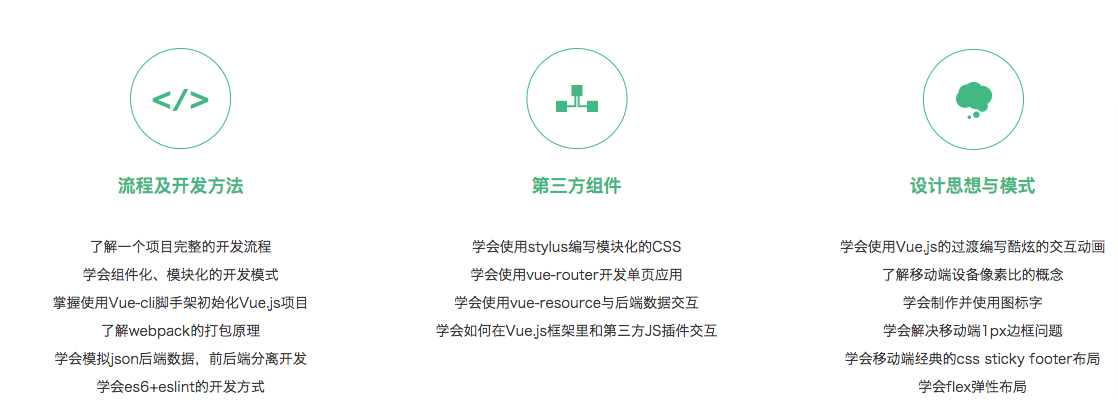 </>
流程及开发方法
了解一个项目完整的开发流程
学会组件化、模块化的开发模式
掌握使用Vue-cli脚手架初始化Vue.js项目
了解webpack的打包原理
学会模拟json后端数据，前后端分离开发
学会es6+eslint的开发方式
第三方组件
学会使用stylus编写模块化的CSS
学会使用vue-router开发单页应用
学会使用vue-resource与后端数据交互
学会如何在Vue.js框架里和第三方JS插件交互
设计思想与模式
学会使用Vue.js的过渡编写酷炫的交互动画
了解移动端设备像素比的概念
学会制作并使用图标字
学会解决移动端1px边框问题
学会移动端经典的css sticky footer布局
学会flex弹性布局